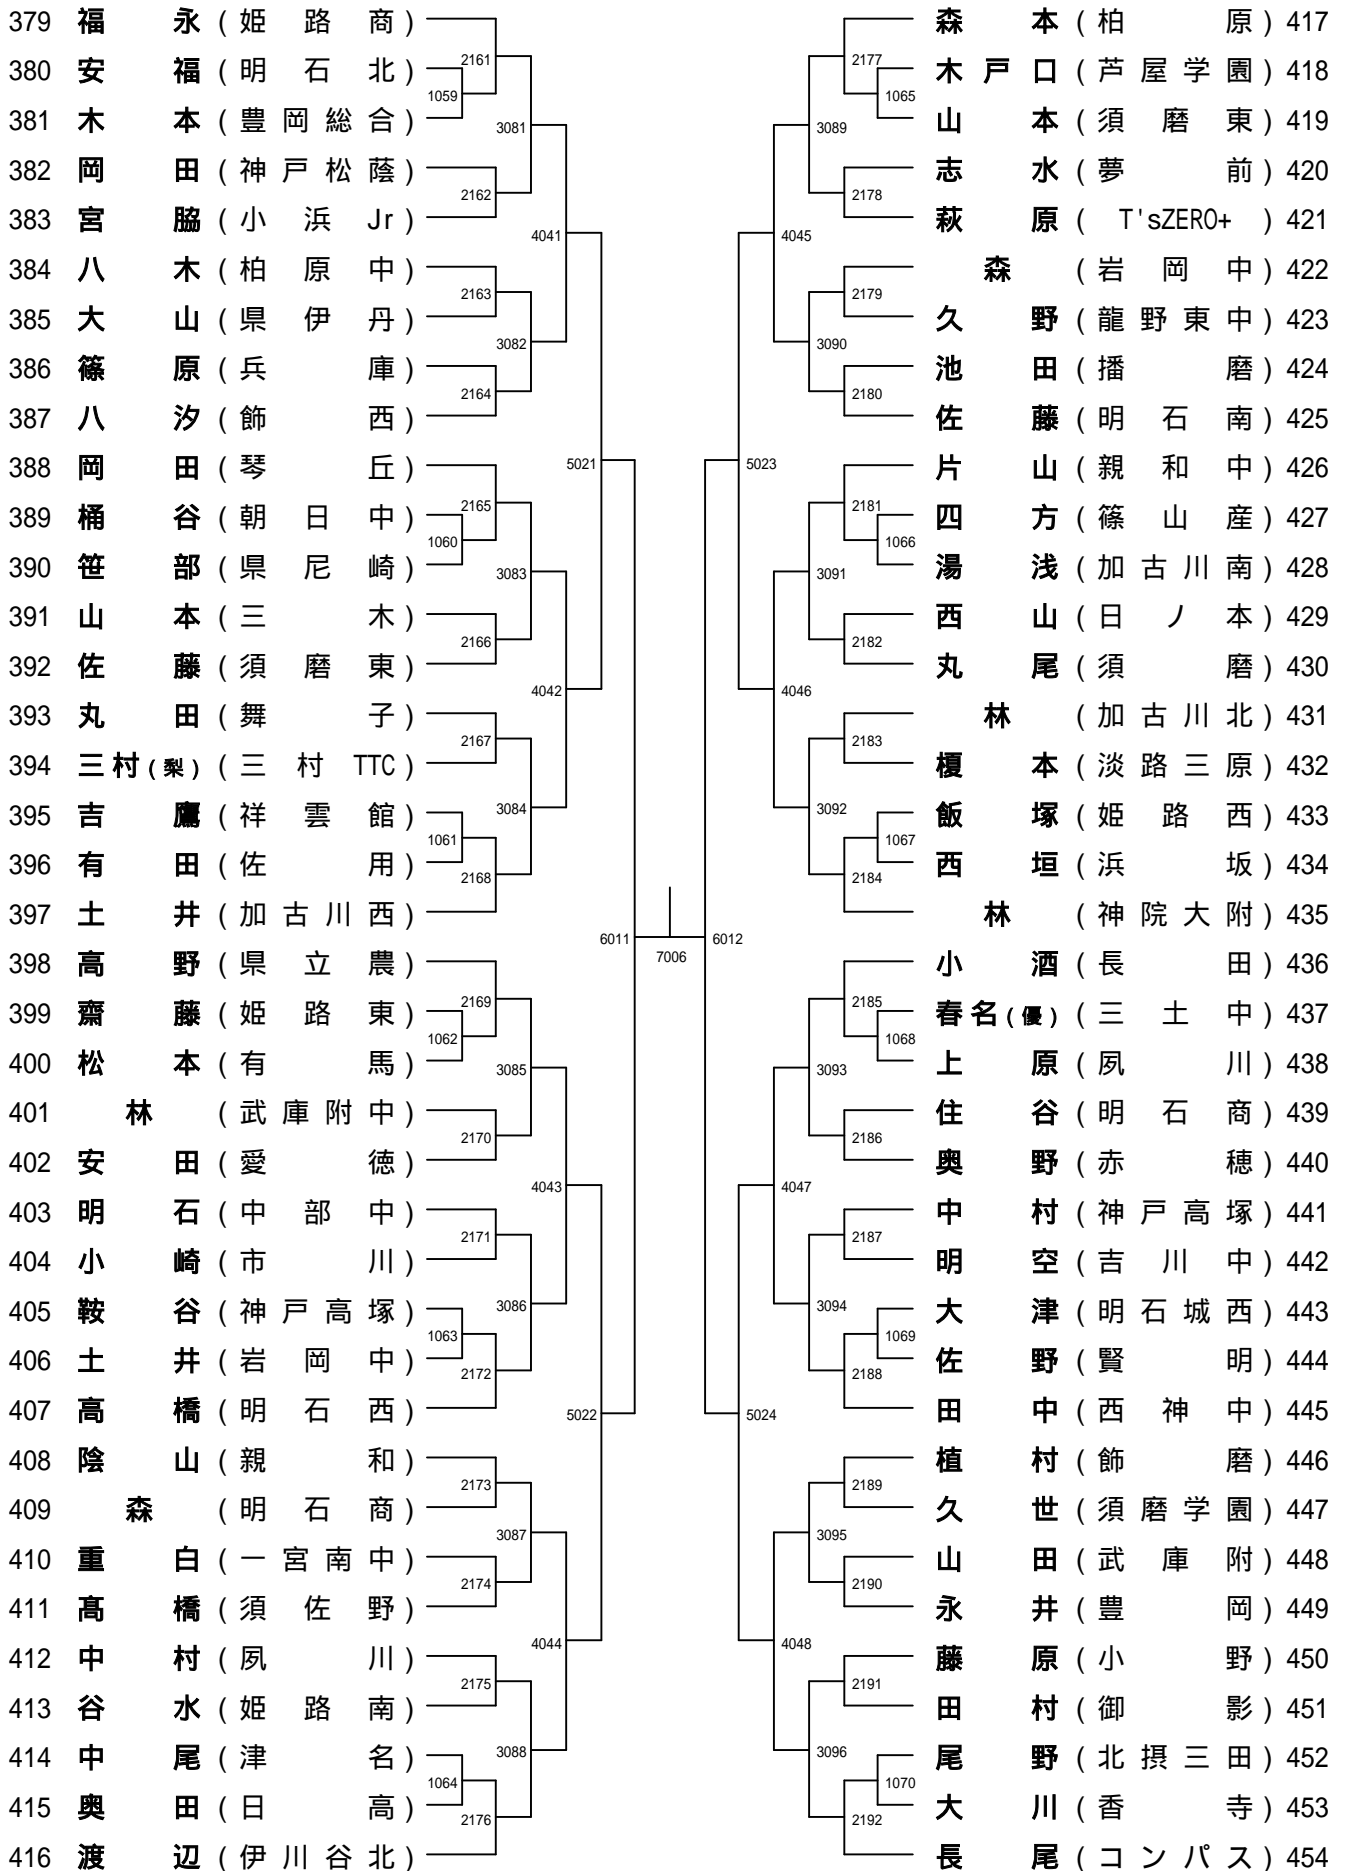 379 福永 (姫路商)
380 安福 (明石北)
381 木本 (豊岡総合)
382 岡田 (神戸松蔭)
383 宮脇 (小浜Jr)
384 八木 (柏原中)
385 大山 (県伊丹)
386 篠原 (兵庫)
387 八汐 (飾西)
388 岡田 (琴丘)
389 桶谷 (朝日中)
390 笹部 (県尼崎)
391 山本 (三木)
392 佐藤 (須磨東)
393 丸田 (舞子)
394 三村(梨) (三村TTC)
395 吉鷹 (祥雲館)
396 有田 (佐用)
397 土井 (加古川西)
398 高野 (県立農)
399 齋藤 (姫路東)
400 松本 (有馬)
401 林 (武庫附中)
402 安田 (愛徳)
403 明石 (中部中)
404 小崎 (市川)
405 鞍谷 (神戸高塚)
406 土井 (岩岡中)
407 高橋 (明石西)
408 陰山 (親和)
409 森 (明石商)
410 重白 (一宮南中)
411 髙橋 (須佐野)
412 中村 (夙川)
413 谷水 (姫路南)
414 中尾 (津名)
415 奥田 (日高)
416 渡辺 (伊川谷北)
1059
1060
1061
1062
1063
1064
2161
2162
2163
2164
2165
2166
2167
2168
2169
2170
2171
2172
2173
2174
2175
2176
3081
3082
3083
3084
3085
3086
3087
3088
4041
4042
4043
4044
5021
5022
6011
7006
6012
5023
5024
4045
4046
4047
4048
3089
3090
3091
3092
3093
3094
3095
3096
2177
2178
2179
2180
2181
2182
2183
2184
2185
2186
2187
2188
2189
2190
2191
2192
1065
1066
1067
1068
1069
1070
森本 (柏原) 417
木戸口 (芦屋学園) 418
山本 (須磨東) 419
志水 (夢前) 420
萩原 (T'sZERO+) 421
森 (岩岡中) 422
久野 (龍野東中) 423
池田 (播磨) 424
佐藤 (明石南) 425
片山 (親和中) 426
四方 (篠山産) 427
湯浅 (加古川南) 428
西山 (日ノ本) 429
丸尾 (須磨) 430
林 (加古川北) 431
榎本 (淡路三原) 432
飯塚 (姫路西) 433
西垣 (浜坂) 434
林 (神院大附) 435
小酒 (長田) 436
春名(優) (三土中) 437
上原 (夙川) 438
住谷 (明石商) 439
奥野 (赤穂) 440
中村 (神戸高塚) 441
明空 (吉川中) 442
大津 (明石城西) 443
佐野 (賢明) 444
田中 (西神中) 445
植村 (飾磨) 446
久世 (須磨学園) 447
山田 (武庫附) 448
永井 (豊岡) 449
藤原 (小野) 450
田村 (御影) 451
尾野 (北摂三田) 452
大川 (香寺) 453
長尾 (コンパス) 454